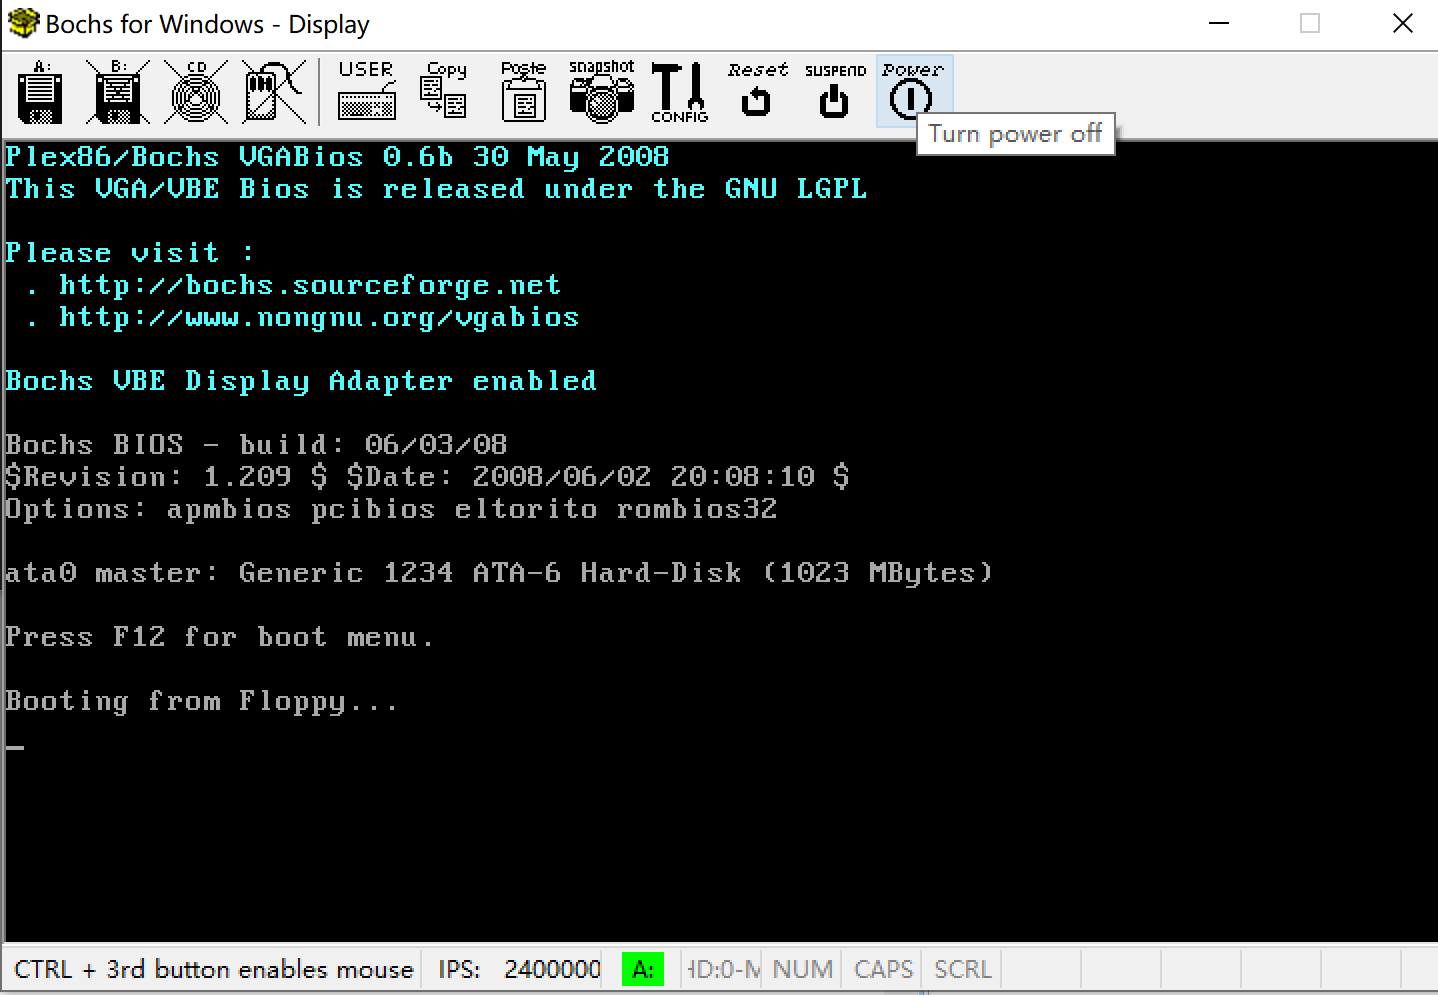 Bochs for Windows - Display
A: B: CD USER Copy Paste snapshot CONFIG Reset SUSPEND Power
Turn power off
Plex86/Bochs VGABios 0.6b 30 May 2008
This VGA/VBE Bios is released under the GNU LGPL
Please visit :
. http://bochs.sourceforge.net
. http://www.nongnu.org/vgabios
Bochs VBE Display Adapter enabled
Bochs BIOS - build: 06/03/08
$Revision: 1.209 $ $Date: 2008/06/02 20:08:10 $
Options: apmbios pcibios eltorito rombios32
ata0 master: Generic 1234 ATA-6 Hard-Disk (1023 MBytes)
Press F12 for boot menu.
Booting from Floppy...
CTRL + 3rd button enables mouse IPS: 2400000 A: HD:0-M NUM CAPS SCRL